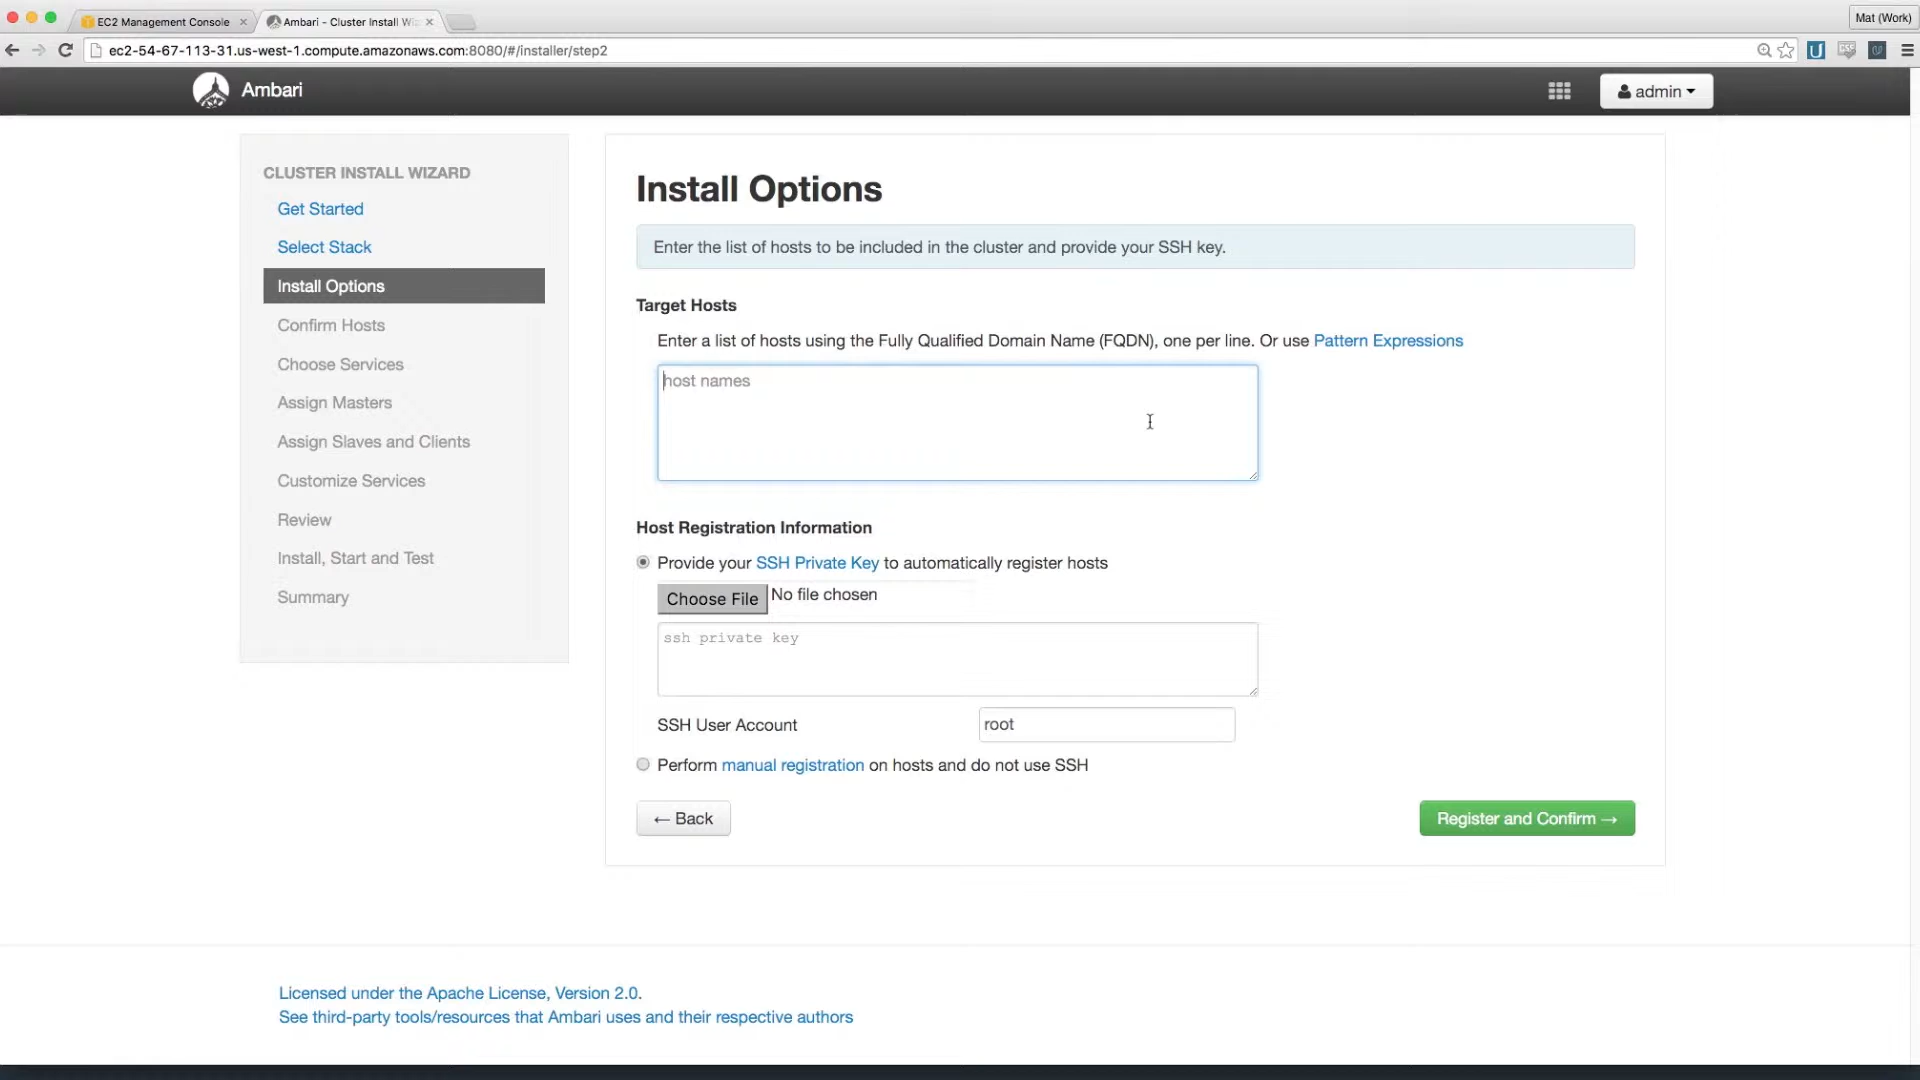 EC2 Management Console
Ambari - Cluster Install Wiz
Mat (Work)
ec2-54-67-113-31.us-west-1.compute.amazonaws.com:8080/#/installer/step2
Ambari
admin
CLUSTER INSTALL WIZARD
Get Started
Select Stack
Install Options
Confirm Hosts
Choose Services
Assign Masters
Assign Slaves and Clients
Customize Services
Review
Install, Start and Test
Summary
Install Options
Enter the list of hosts to be included in the cluster and provide your SSH key.
Target Hosts
Enter a list of hosts using the Fully Qualified Domain Name (FQDN), one per line. Or use Pattern Expressions
host names
Host Registration Information
Provide your SSH Private Key to automatically register hosts
Choose File No file chosen
ssh private key
SSH User Account root
Perform manual registration on hosts and do not use SSH
← Back
Register and Confirm →
Licensed under the Apache License, Version 2.0.
See third-party tools/resources that Ambari uses and their respective authors